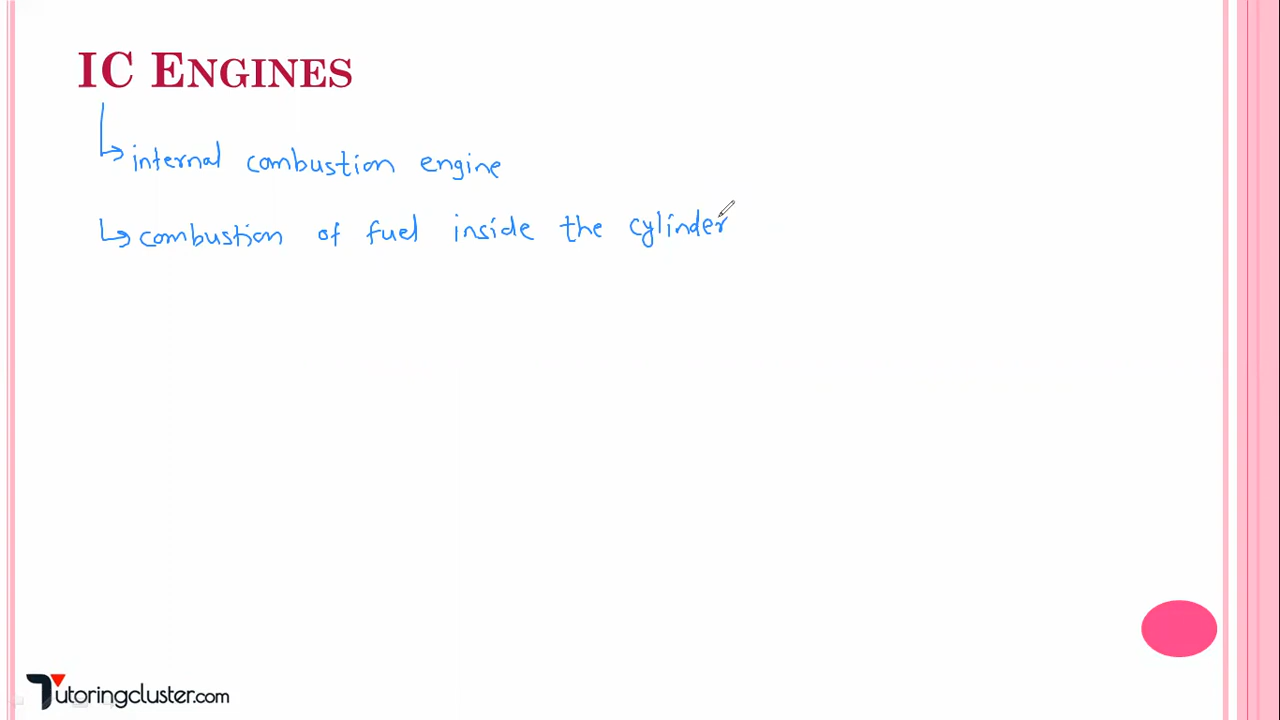 IC ENGINES
internal combustion engine
combustion of fuel inside the cylinder
Tutoringcluster.com